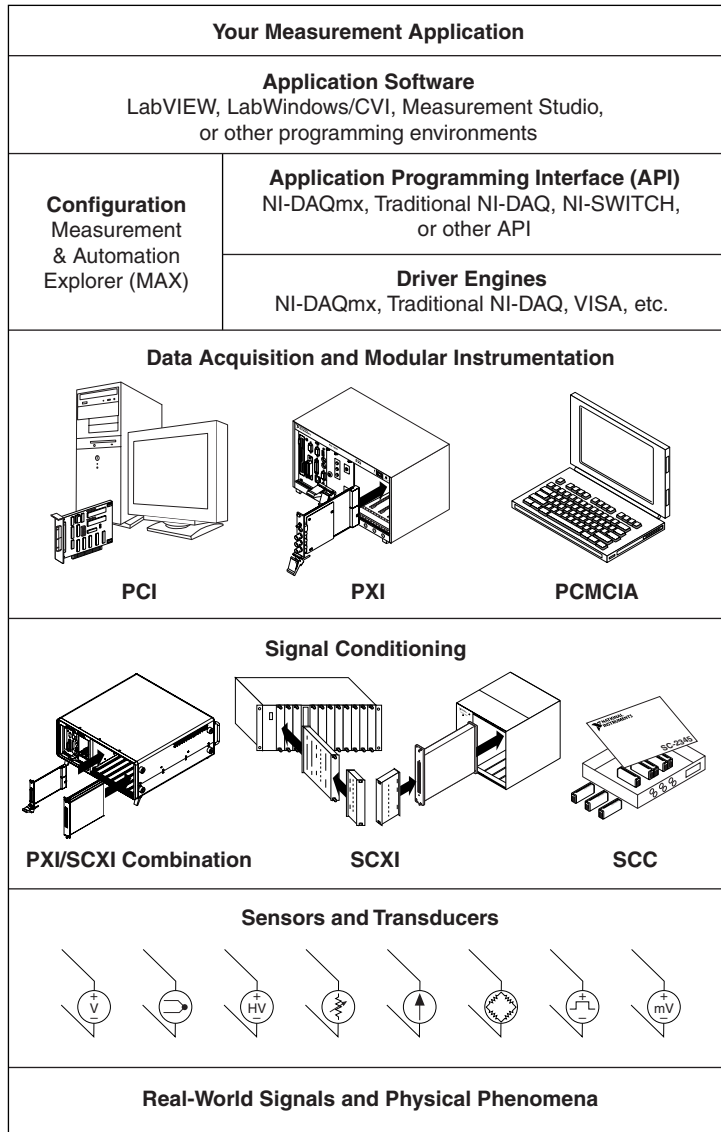 Your Measurement Application
Application Software
LabVIEW, LabWindows/CVI, Measurement Studio,
or other programming environments
Configuration
Measurement
& Automation
Explorer (MAX)
Application Programming Interface (API)
NI-DAQmx, Traditional NI-DAQ, NI-SWITCH,
or other API
Driver Engines
NI-DAQmx, Traditional NI-DAQ, VISA, etc.
Data Acquisition and Modular Instrumentation
PCI
PXI
PCMCIA
Signal Conditioning
NATIONAL
INSTRUMENTS
SC-2345
PXI/SCXI Combination
SCXI
SCC
Sensors and Transducers
+
V
−
+
HV
−
+
−
+
mV
−
Real-World Signals and Physical Phenomena